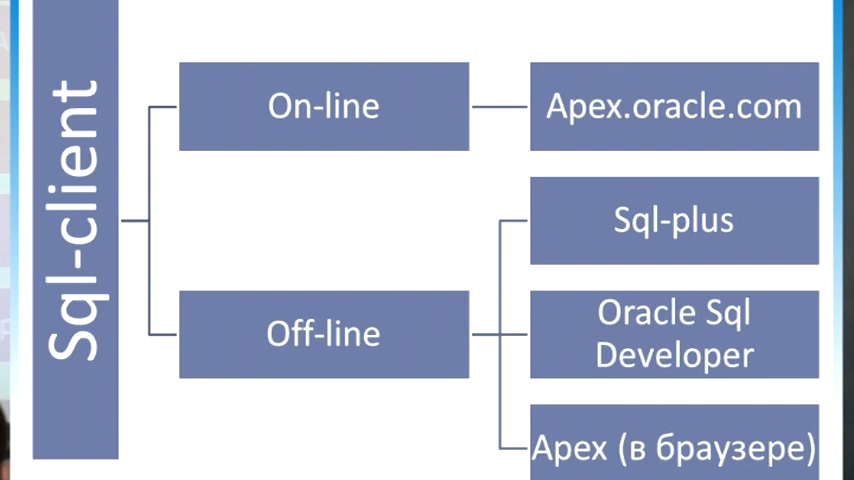 Sql-client
On-line
Apex.oracle.com
Off-line
Sql-plus
Oracle Sql
Developer
Apex (в браузере)